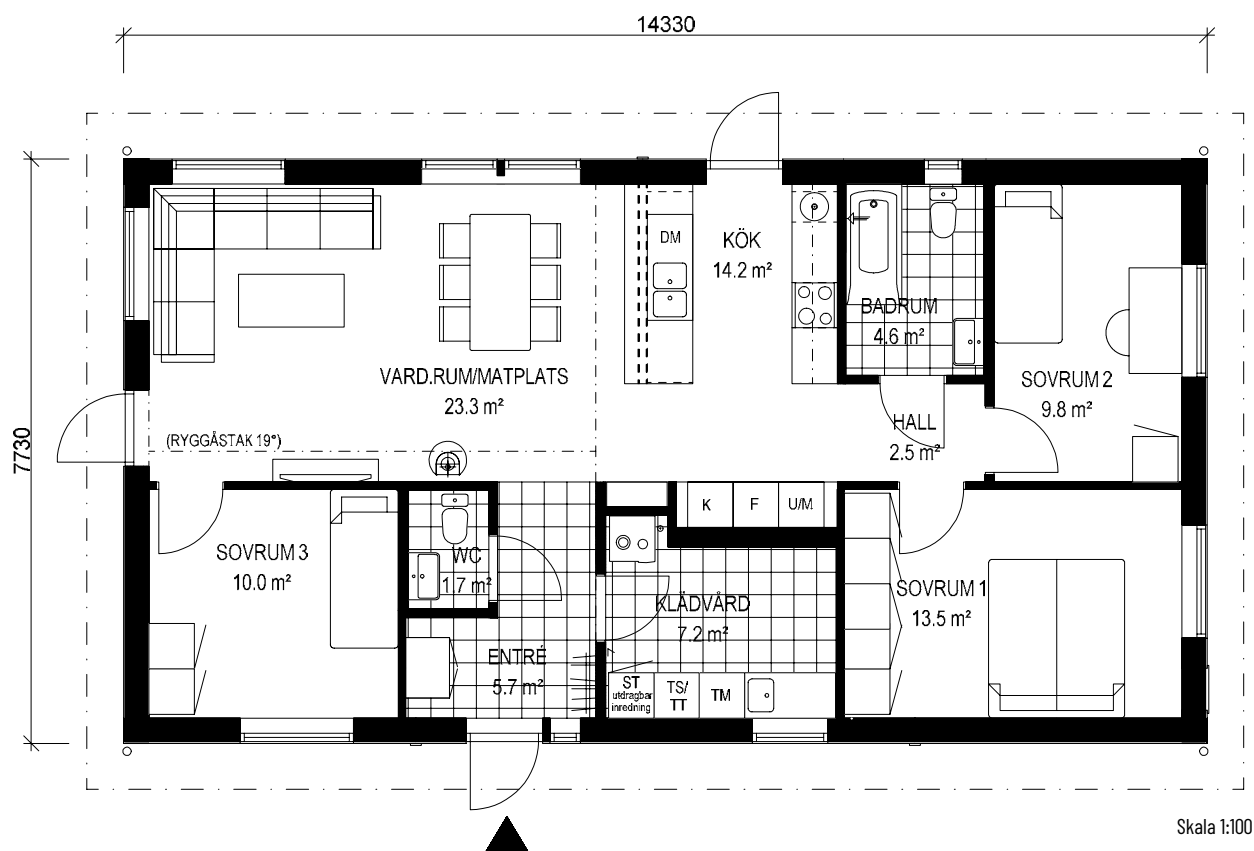 14330
7730
DM
KÖK
14.2 m²
BADRUM
4.6 m²
VARD.RUM/MATPLATS
23.3 m²
SOVRUM 2
9.8 m²
(RYGGÅSTAK 19°)
HALL
2.5 m²
K
F
U/M
SOVRUM 3
10.0 m²
WC
1.7 m²
SOVRUM 1
13.5 m²
KLÄDVÅRD
7.2 m²
ENTRÉ
5.7 m²
ST
utdragbar
inredning
TS/
TT
TM
Skala 1:100